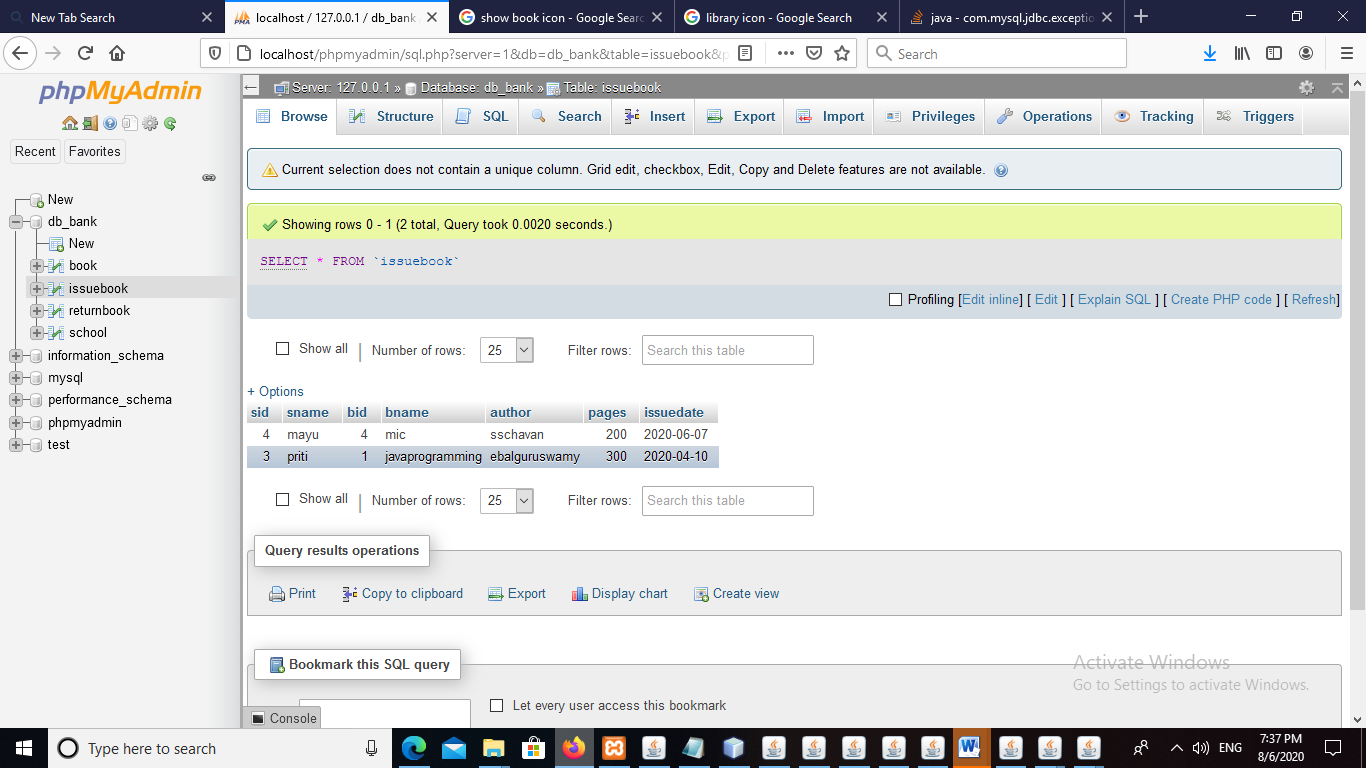 New Tab Search
localhost / 127.0.0.1 / db_bank
show book icon - Google Searc
library icon - Google Search
java - com.mysql.jdbc.exceptio
localhost/phpmyadmin/sql.php?server=1&db=db_bank&table=issuebook&p
Search
phpMyAdmin
Recent Favorites
New
db_bank
New
book
issuebook
returnbook
school
information_schema
mysql
performance_schema
phpmyadmin
test
Server: 127.0.0.1 » Database: db_bank » Table: issuebook
Browse Structure SQL Search Insert Export Import Privileges Operations Tracking Triggers
Current selection does not contain a unique column. Grid edit, checkbox, Edit, Copy and Delete features are not available.
Showing rows 0 - 1 (2 total, Query took 0.0020 seconds.)
SELECT * FROM `issuebook`
Profiling [Edit inline] [ Edit ] [ Explain SQL ] [ Create PHP code ] [ Refresh]
Show all | Number of rows: 25 Filter rows: Search this table
+ Options
sid sname bid bname author pages issuedate
4 mayu 4 mic sschavan 200 2020-06-07
3 priti 1 javaprogramming ebalguruswamy 300 2020-04-10
Show all | Number of rows: 25 Filter rows: Search this table
Query results operations
Print Copy to clipboard Export Display chart Create view
Bookmark this SQL query
Let every user access this bookmark
Console
Activate Windows
Go to Settings to activate Windows.
Type here to search
ENG
7:37 PM
8/6/2020